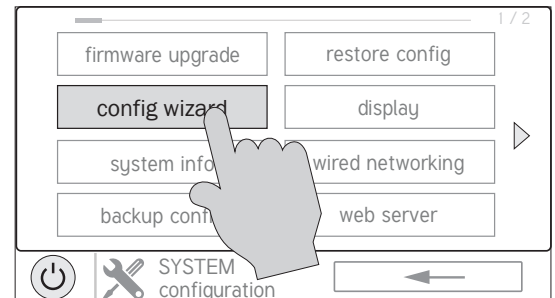 1 / 2
firmware upgrade
restore config
config wizard
display
system info
wired networking
backup
web server
SYSTEM
configuration